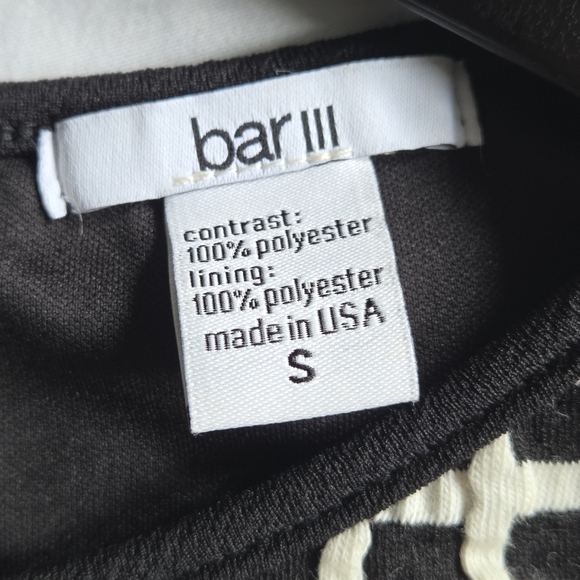 bar III
contrast:
100% polyester
lining:
100% polyester
made in USA
S